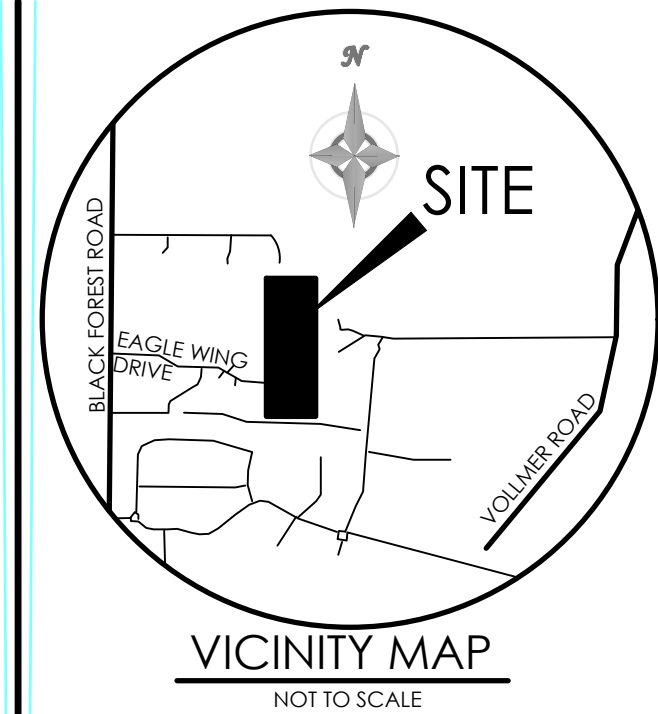 N
SITE
BLACK FOREST ROAD
EAGLE WING
DRIVE
VOLLMER ROAD
VICINITY MAP
NOT TO SCALE